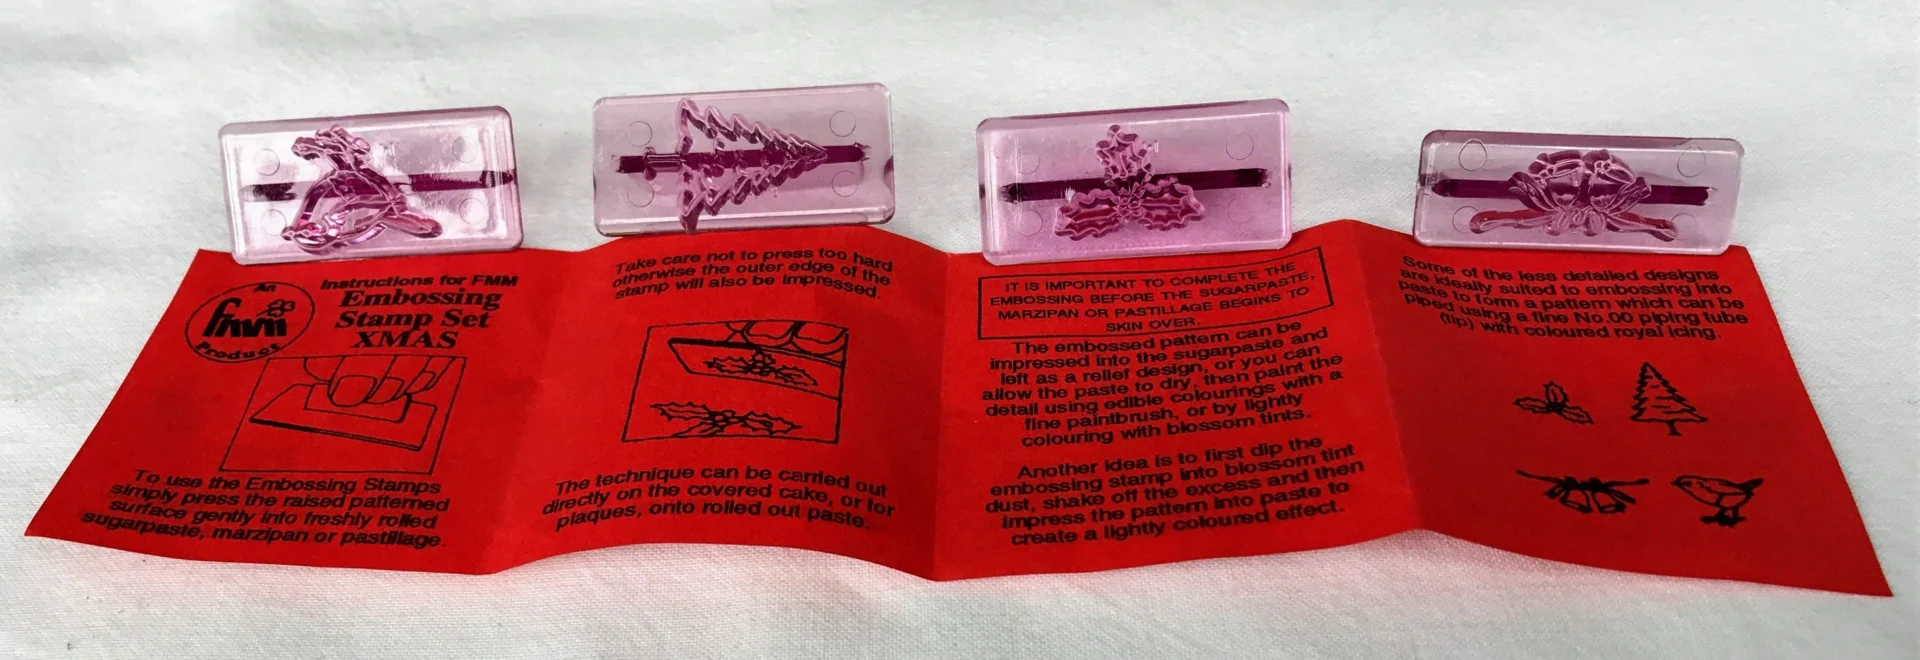 An
fmm
Product
Instructions for FMM
Embossing
Stamp Set
XMAS
To use the Embossing Stamps
simply press the raised patterned
surface gently into freshly rolled
sugarpaste, marzipan or pastillage.
Take care not to press too hard
otherwise the outer edge of the
stamp will also be impressed.
The technique can be carried out
directly on the covered cake, or for
plaques, onto rolled out paste.
IT IS IMPORTANT TO COMPLETE THE
EMBOSSING BEFORE THE SUGARPASTE,
MARZIPAN OR PASTILLAGE BEGINS TO
SKIN OVER.
The embossed pattern can be
impressed into the sugarpaste and
left as a relief design, or you can
allow the paste to dry, then paint the
detail using edible colourings with a
fine paintbrush, or by lightly
colouring with blossom tints.
Another idea is to first dip the
embossing stamp into blossom tint
dust, shake off the excess and then
impress the pattern into paste to
create a lightly coloured effect.
Some of the less detailed designs
are ideally suited to embossing into
paste to form a pattern which can be
piped using a fine No.00 piping tube
(tip) with coloured royal icing.